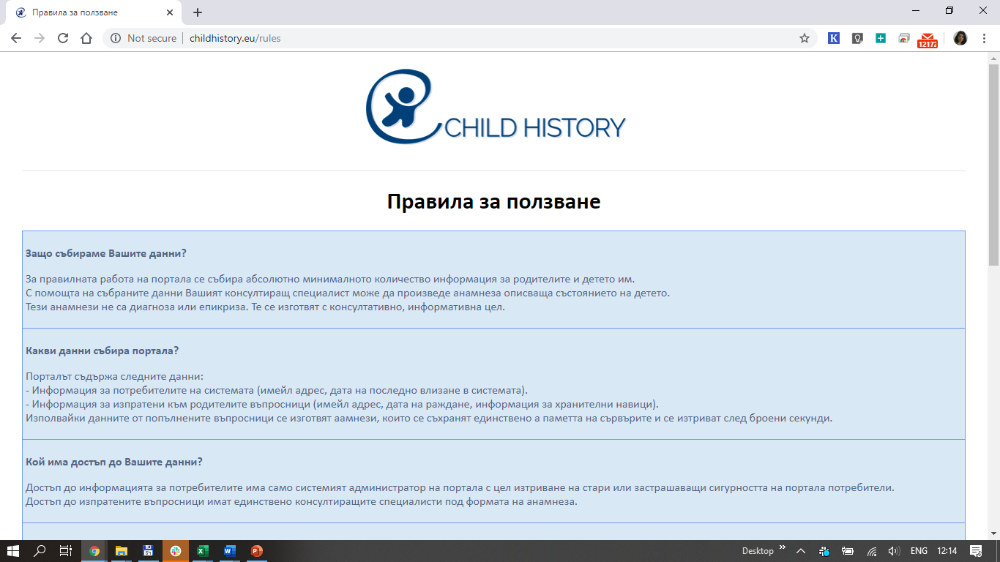 Правила за ползване
Not secure | childhistory.eu/rules
12172
CHILD HISTORY
Правила за ползване
Защо събираме Вашите данни?
За правилната работа на портала се събира абсолютно минималното количество информация за родителите и детето им.
С помощта на събраните данни Вашият консултиращ специалист може да произведе анамнеза описваща състоянието на детето.
Тези анамнези не са диагноза или епикриза. Те се изготвят с консултативно, информативна цел.
Какви данни събира портала?
Порталът съдържа следните данни:
- Информация за потребителите на системата (имейл адрес, дата на последно влизане в системата).
- Информация за изпратени към родителите въпросници (имейл адрес, дата на раждане, информация за хранителни навици).
Изполвайки данните от попълнените въпросници се изготвят аамнези, които се съхранят единствено а паметта на сървърите и се изтриват след броени секунди.
Кой има достъп до Вашите данни?
Достъп до информацията за потребителите има само системият администратор на портала с цел изтриване на стари или застрашаващи сигурността на портала потребители.
Достъп до изпратените въпросници имат единствено консултиращите специалисти под формата на анамнеза.
Desktop ENG 12:14